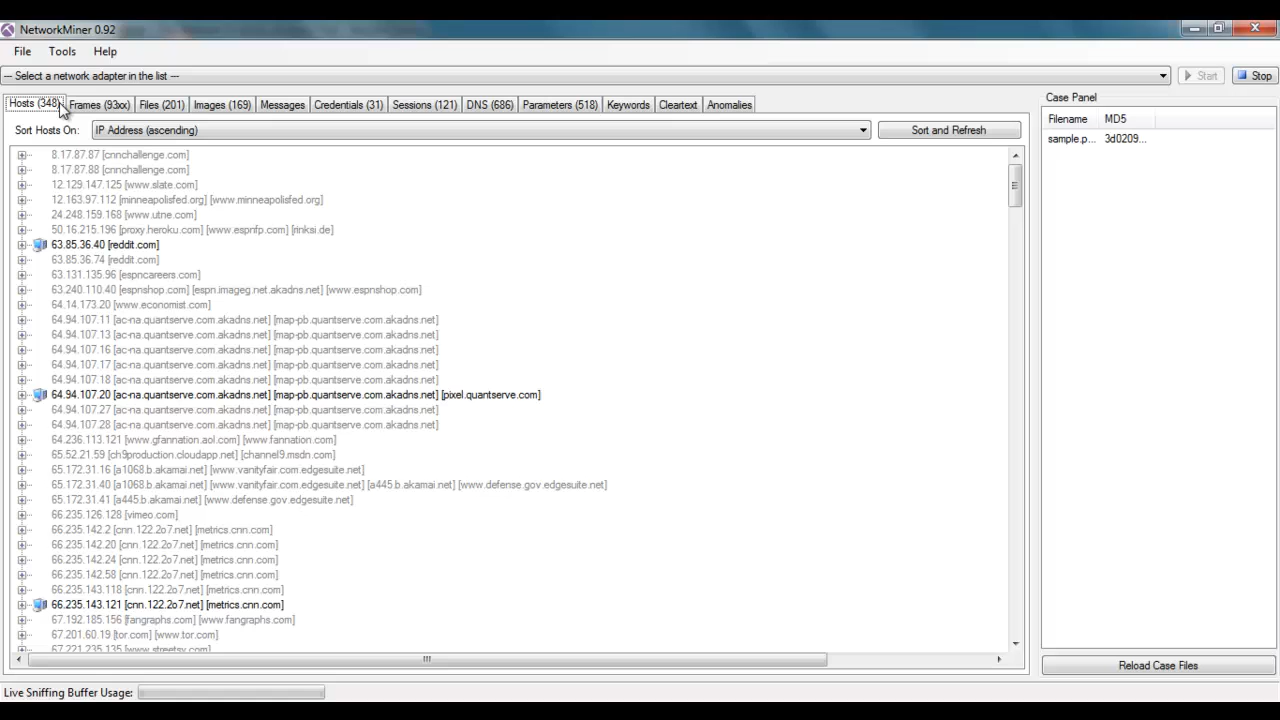 NetworkMiner 0.92
File Tools Help
--- Select a network adapter in the list ---
Start Stop
Hosts (348) Frames (93xx) Files (201) Images (169) Messages Credentials (31) Sessions (121) DNS (686) Parameters (518) Keywords Cleartext Anomalies
Sort Hosts On: IP Address (ascending) Sort and Refresh
8.17.87.87 [cnnchallenge.com]
8.17.87.88 [cnnchallenge.com]
12.129.147.125 [www.slate.com]
12.163.97.112 [minneapolisfed.org] [www.minneapolisfed.org]
24.248.159.168 [www.utne.com]
50.16.215.196 [proxy.heroku.com] [www.espnfp.com] [rinksi.de]
63.85.36.40 [reddit.com]
63.85.36.74 [reddit.com]
63.131.135.96 [espncareers.com]
63.240.110.40 [espnshop.com] [espn.imageg.net.akadns.net] [www.espnshop.com]
64.14.173.20 [www.economist.com]
64.94.107.11 [ac-na.quantserve.com.akadns.net] [map-pb.quantserve.com.akadns.net]
64.94.107.13 [ac-na.quantserve.com.akadns.net] [map-pb.quantserve.com.akadns.net]
64.94.107.16 [ac-na.quantserve.com.akadns.net] [map-pb.quantserve.com.akadns.net]
64.94.107.17 [ac-na.quantserve.com.akadns.net] [map-pb.quantserve.com.akadns.net]
64.94.107.18 [ac-na.quantserve.com.akadns.net] [map-pb.quantserve.com.akadns.net]
64.94.107.20 [ac-na.quantserve.com.akadns.net] [map-pb.quantserve.com.akadns.net] [pixel.quantserve.com]
64.94.107.27 [ac-na.quantserve.com.akadns.net] [map-pb.quantserve.com.akadns.net]
64.94.107.28 [ac-na.quantserve.com.akadns.net] [map-pb.quantserve.com.akadns.net]
64.236.113.121 [www.gfannation.aol.com] [www.fannation.com]
65.52.21.59 [ch9production.cloudapp.net] [channel9.msdn.com]
65.172.31.16 [a1068.b.akamai.net] [www.vanityfair.com.edgesuite.net]
65.172.31.40 [a1068.b.akamai.net] [www.vanityfair.com.edgesuite.net] [a445.b.akamai.net] [www.defense.gov.edgesuite.net]
65.172.31.41 [a445.b.akamai.net] [www.defense.gov.edgesuite.net]
66.235.126.128 [vimeo.com]
66.235.142.2 [cnn.122.2o7.net] [metrics.cnn.com]
66.235.142.20 [cnn.122.2o7.net] [metrics.cnn.com]
66.235.142.24 [cnn.122.2o7.net] [metrics.cnn.com]
66.235.142.58 [cnn.122.2o7.net] [metrics.cnn.com]
66.235.143.118 [cnn.122.2o7.net] [metrics.cnn.com]
66.235.143.121 [cnn.122.2o7.net] [metrics.cnn.com]
67.192.185.156 [fangraphs.com] [www.fangraphs.com]
67.201.60.19 [tor.com] [www.tor.com]
67.221.235.135 [www.streetsy.com]
Case Panel
Filename MD5
sample.p... 3d0209...
Reload Case Files
Live Sniffing Buffer Usage: